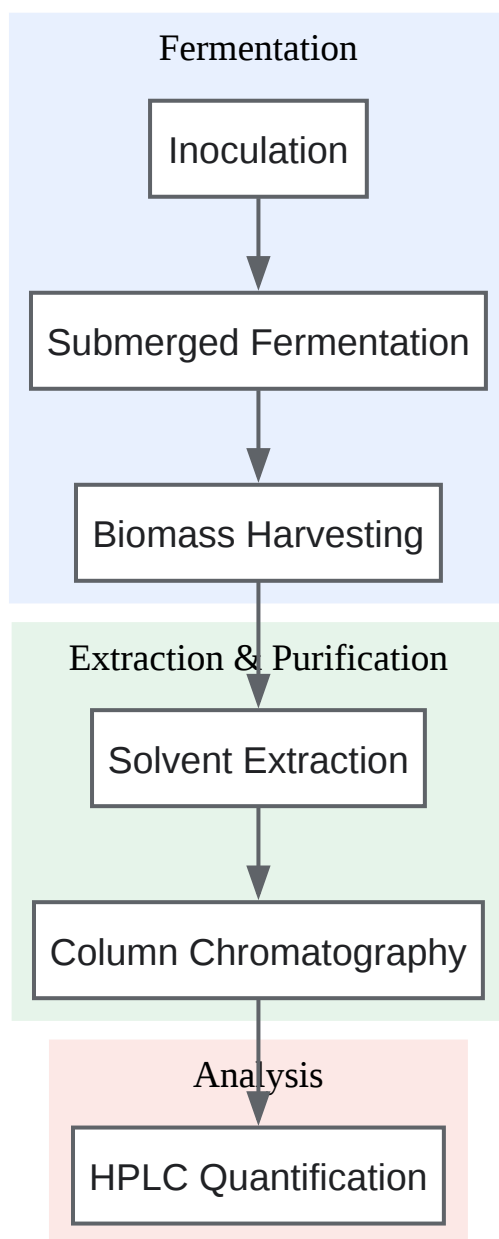 Fermentation
Inoculation
Submerged Fermentation
Biomass Harvesting
Extraction & Purification
Solvent Extraction
Column Chromatography
Analysis
HPLC Quantification